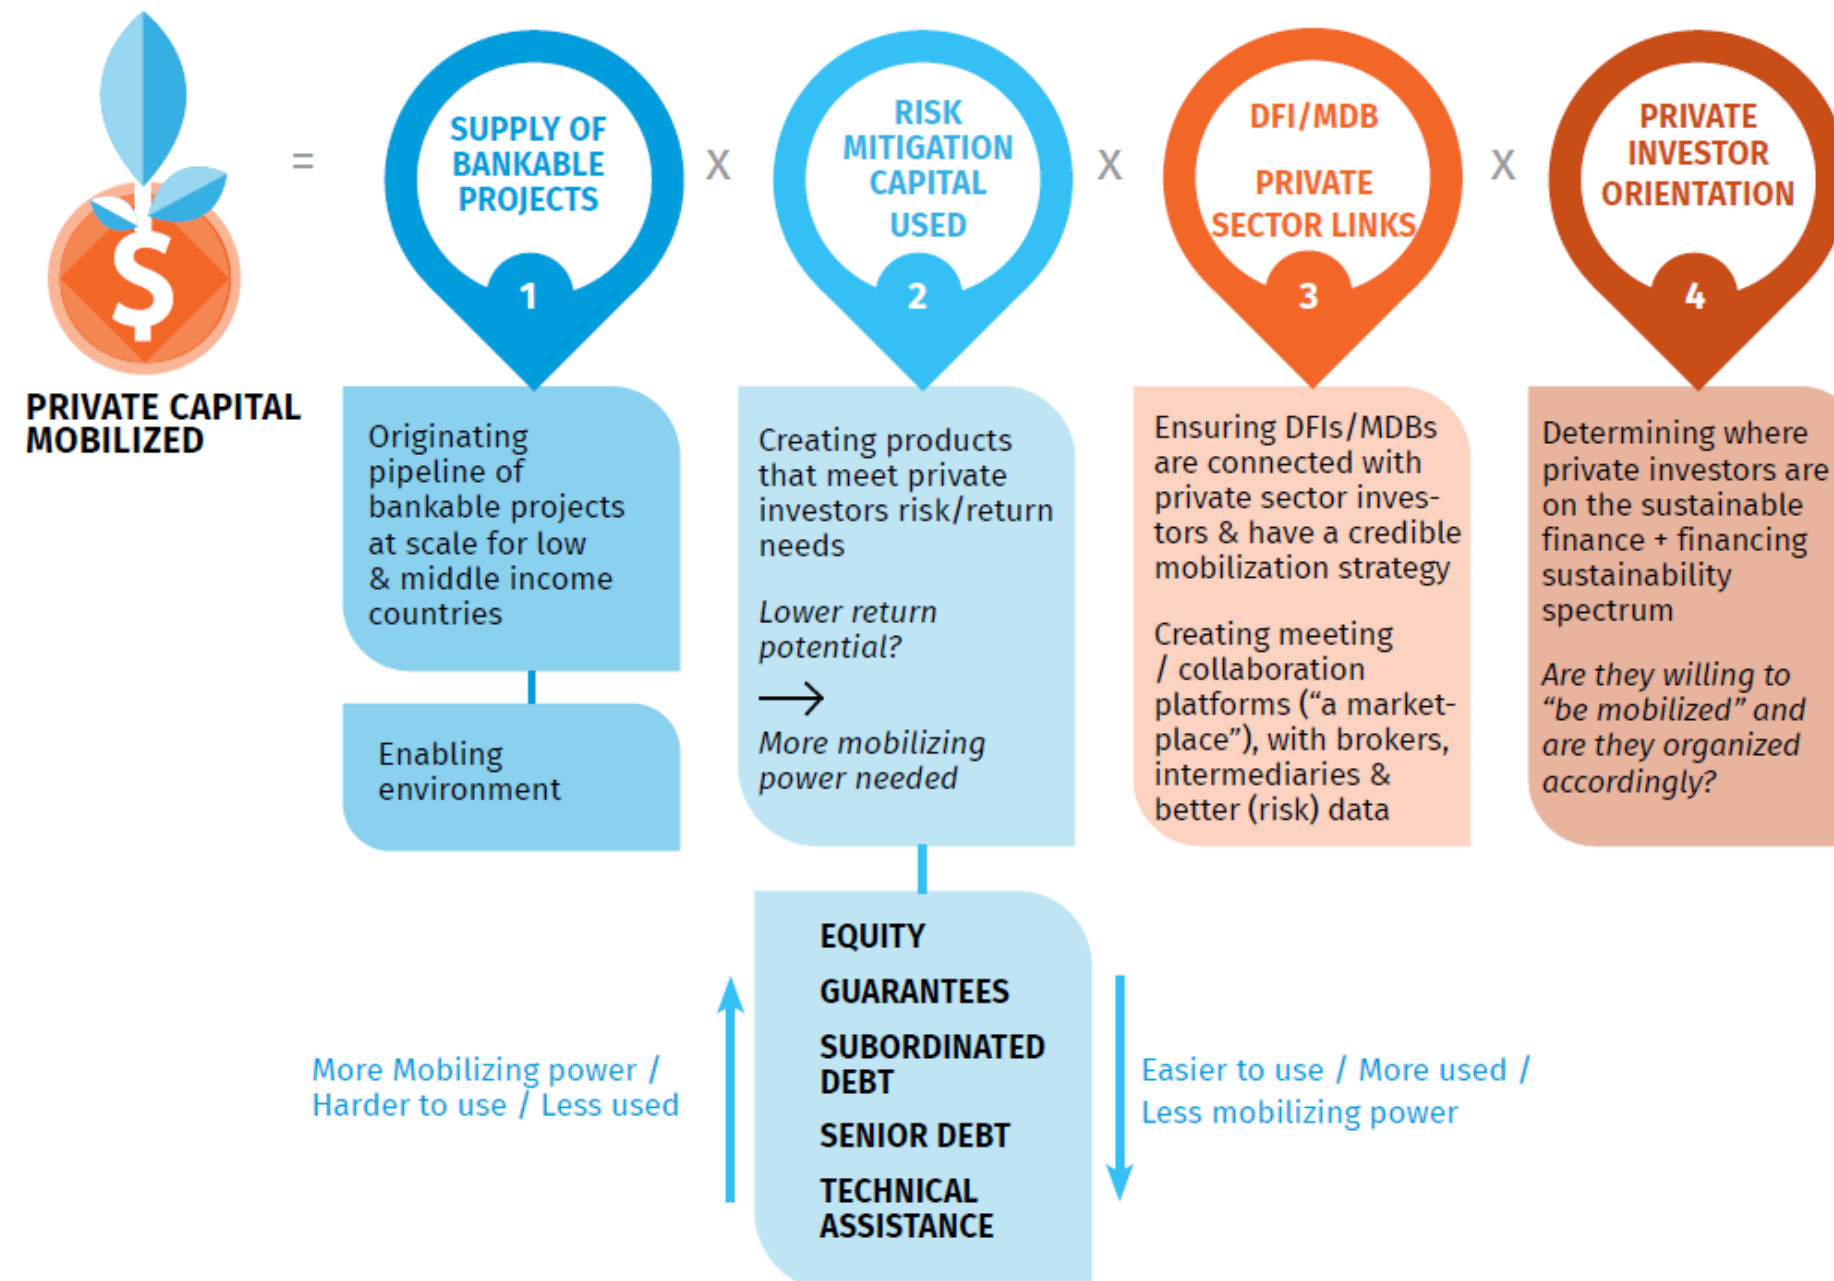 $
PRIVATE CAPITAL
MOBILIZED
=
SUPPLY OF
BANKABLE
PROJECTS
1
X
RISK
MITIGATION
CAPITAL
USED
2
X
DFI/MDB
PRIVATE
SECTOR LINKS
3
X
PRIVATE
INVESTOR
ORIENTATION
4
Originating
pipeline of
bankable projects
at scale for low
& middle income
countries
Enabling
environment
Creating products
that meet private
investors risk/return
needs
Lower return
potential?
→
More mobilizing
power needed
Ensuring DFIs/MDBs
are connected with
private sector inves-
tors & have a credible
mobilization strategy
Creating meeting
/ collaboration
platforms (“a market-
place”), with brokers,
intermediaries &
better (risk) data
Determining where
private investors are
on the sustainable
finance + financing
sustainability
spectrum
Are they willing to
“be mobilized” and
are they organized
accordingly?
More Mobilizing power /
Harder to use / Less used
EQUITY
GUARANTEES
SUBORDINATED
DEBT
SENIOR DEBT
TECHNICAL
ASSISTANCE
Easier to use / More used /
Less mobilizing power